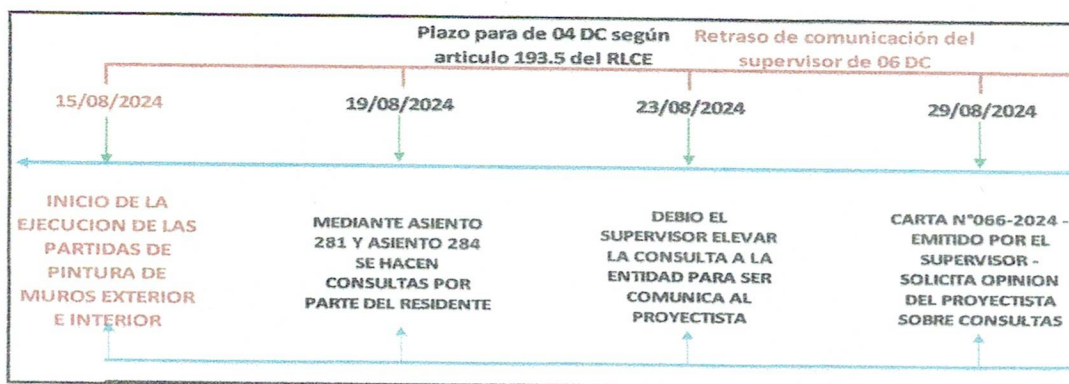 Plazo para de 04 DC según
articulo 193.5 del RLCE
Retraso de comunicación del
supervisor de 06 DC
15/08/2024
19/08/2024
23/08/2024
29/08/2024
INICIO DE LA
EJECUCION DE LAS
PARTIDAS DE
PINTURA DE
MUROS EXTERIOR
E INTERIOR
MEDIANTE ASIENTO
281 Y ASIENTO 284
SE HACEN
CONSULTAS POR
PARTE DEL RESIDENTE
DEBIO EL
SUPERVISOR ELEVAR
LA CONSULTA A LA
ENTIDAD PARA SER
COMUNICA AL
PROYECTISTA
CARTA N°066-2024 -
EMITIDO POR EL
SUPERVISOR -
SOLICITA OPINION
DEL PROYECTISTA
SOBRE CONSULTAS